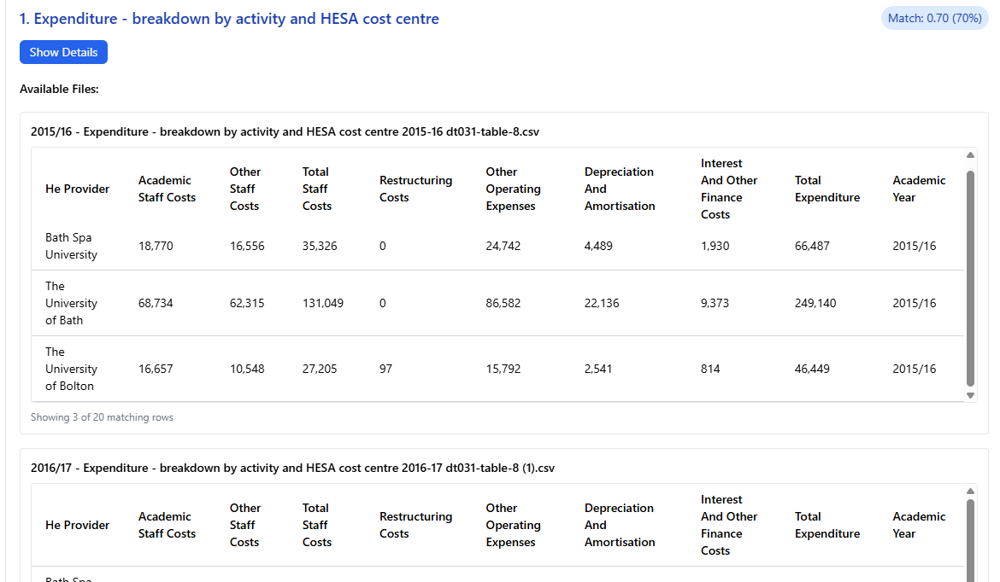 1. Expenditure - breakdown by activity and HESA cost centre
Match: 0.70 (70%)
Show Details
Available Files:
2015/16 - Expenditure - breakdown by activity and HESA cost centre 2015-16 dt031-table-8.csv
He Provider Academic Staff Costs Other Staff Costs Total Staff Costs Restructuring Costs Other Operating Expenses Depreciation And Amortisation Interest And Other Finance Costs Total Expenditure Academic Year
Bath Spa University 18,770 16,556 35,326 0 24,742 4,489 1,930 66,487 2015/16
The University of Bath 68,734 62,315 131,049 0 86,582 22,136 9,373 249,140 2015/16
The University of Bolton 16,657 10,548 27,205 97 15,792 2,541 814 46,449 2015/16
Showing 3 of 20 matching rows
2016/17 - Expenditure - breakdown by activity and HESA cost centre 2016-17 dt031-table-8 (1).csv
He Provider Academic Staff Costs Other Staff Costs Total Staff Costs Restructuring Costs Other Operating Expenses Depreciation And Amortisation Interest And Other Finance Costs Total Expenditure Academic Year
Bath Spa